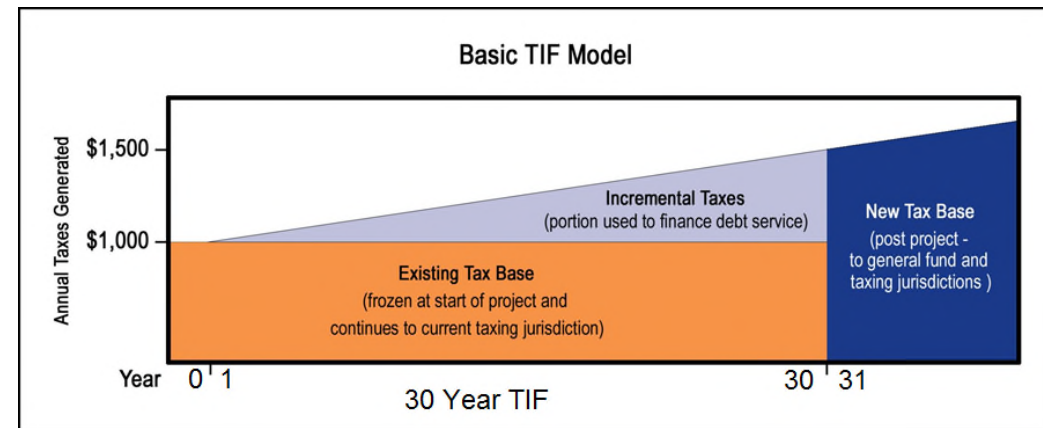 Basic TIF Model
Annual Taxes Generated
$1,500
$1,000
Incremental Taxes
(portion used to finance debt service)
Existing Tax Base
(frozen at start of project and
continues to current taxing jurisdiction)
New Tax Base
(post project -
to general fund and
taxing jurisdictions )
Year 0 1 30 31
30 Year TIF